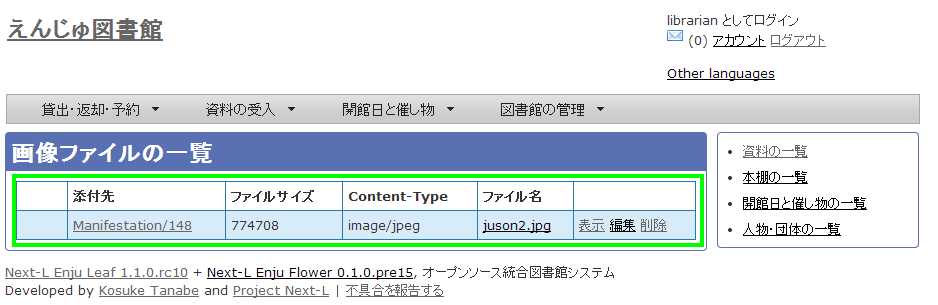 えんじゅ図書館
librarian としてログイン
(0) アカウント ログアウト
Other languages
貸出・返却・予約 資料の受入 開館日と催し物 図書館の管理
画像ファイルの一覧
添付先 ファイルサイズ Content-Type ファイル名
Manifestation/148 774708 image/jpeg juson2.jpg 表示 編集 削除
資料の一覧
本棚の一覧
開館日と催し物の一覧
人物・団体の一覧
Next-L Enju Leaf 1.1.0.rc10 + Next-L Enju Flower 0.1.0.pre15, オープンソース統合図書館システム
Developed by Kosuke Tanabe and Project Next-L | 不具合を報告する